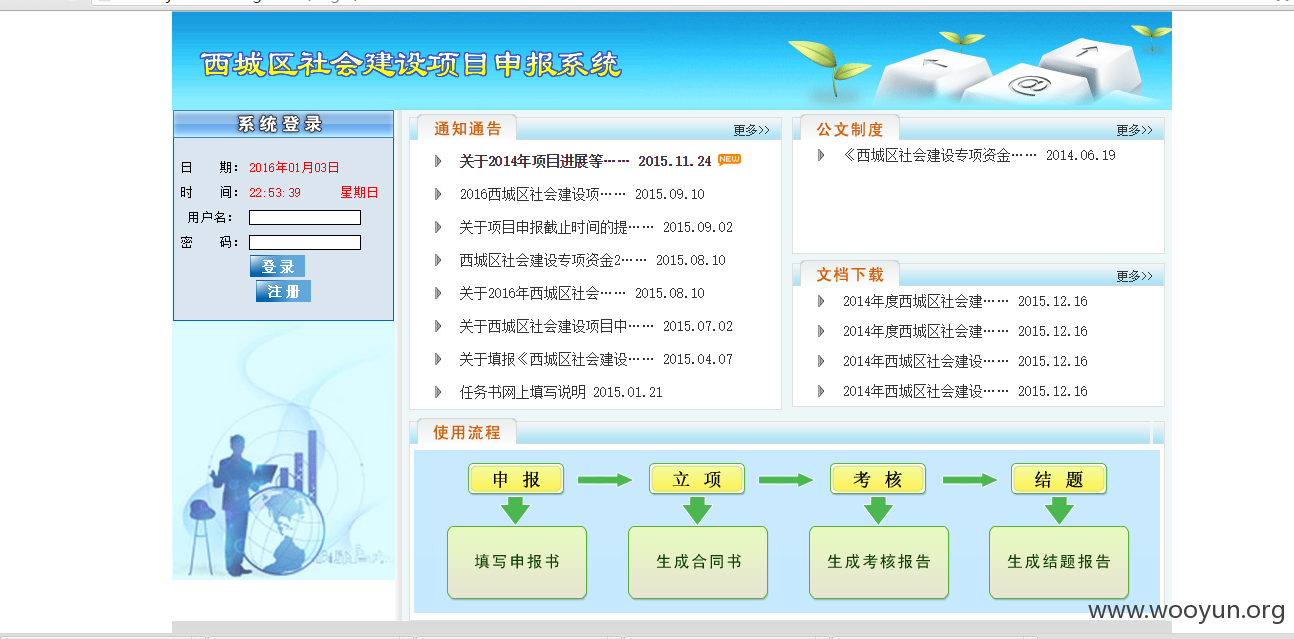 西城区社会建设项目申报系统
系统登录
日 期： 2016年01月03日
时 间： 22:53:39 星期日
用户名：
密 码：
登 录
注 册
通知通告 更多>>
关于2014年项目进展等…… 2015.11.24 NEW
2016西城区社会建设项…… 2015.09.10
关于项目申报截止时间的提…… 2015.09.02
西城区社会建设专项资金2…… 2015.08.10
关于2016年西城区社会…… 2015.08.10
关于西城区社会建设项目中…… 2015.07.02
关于填报《西城区社会建设…… 2015.04.07
任务书网上填写说明 2015.01.21
公文制度 更多>>
《西城区社会建设专项资金…… 2014.06.19
文档下载 更多>>
2014年度西城区社会建…… 2015.12.16
2014年度西城区社会建…… 2015.12.16
2014年西城区社会建设…… 2015.12.16
2014年西城区社会建设…… 2015.12.16
使用流程
申 报 立 项 考 核 结 题
填写申报书 生成合同书 生成考核报告 生成结题报告
www.wooyun.org